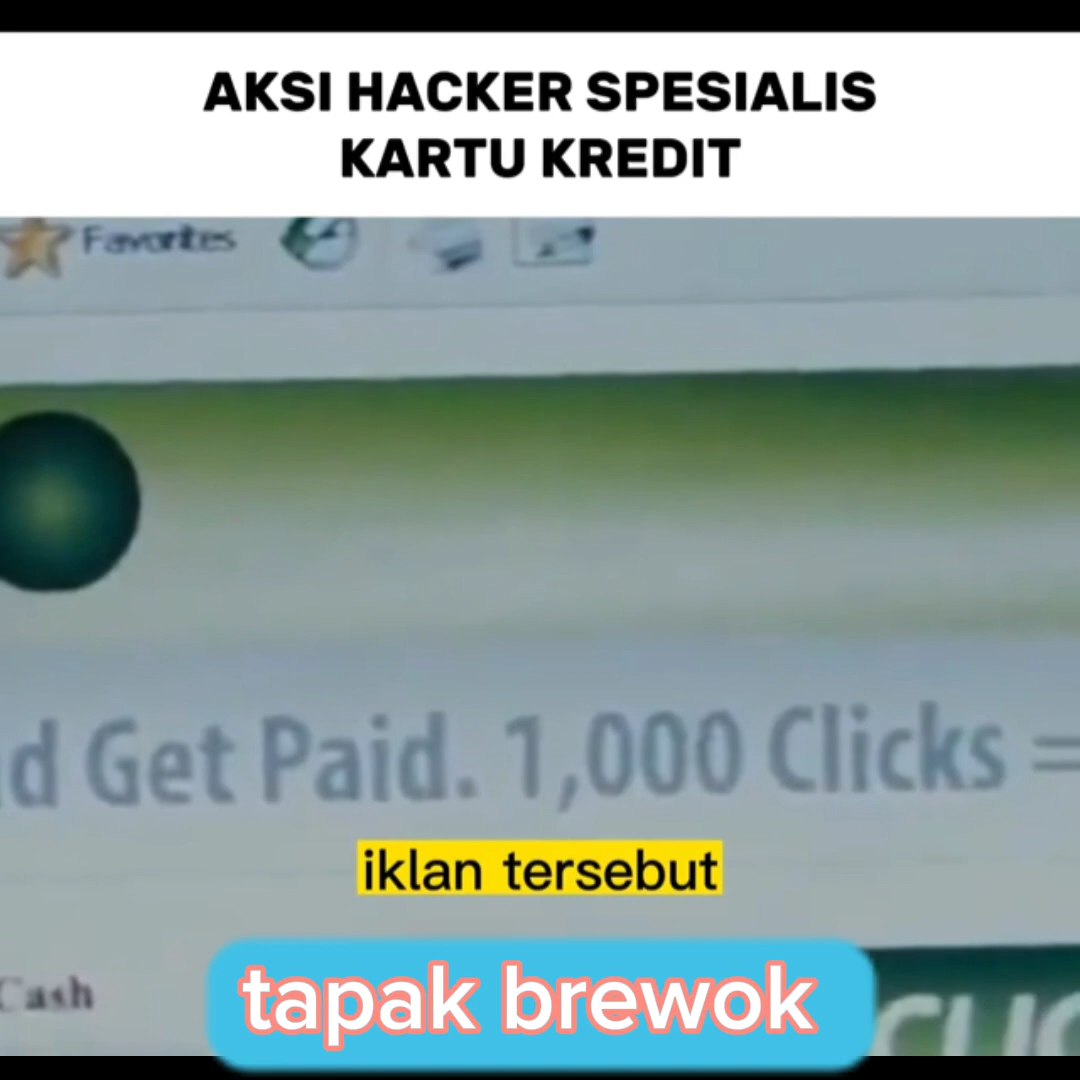 AKSI HACKER SPESIALIS
KARTU KREDIT
Favorites
d Get Paid. 1,000 Clicks =
iklan tersebut
Cash
tapak brewok